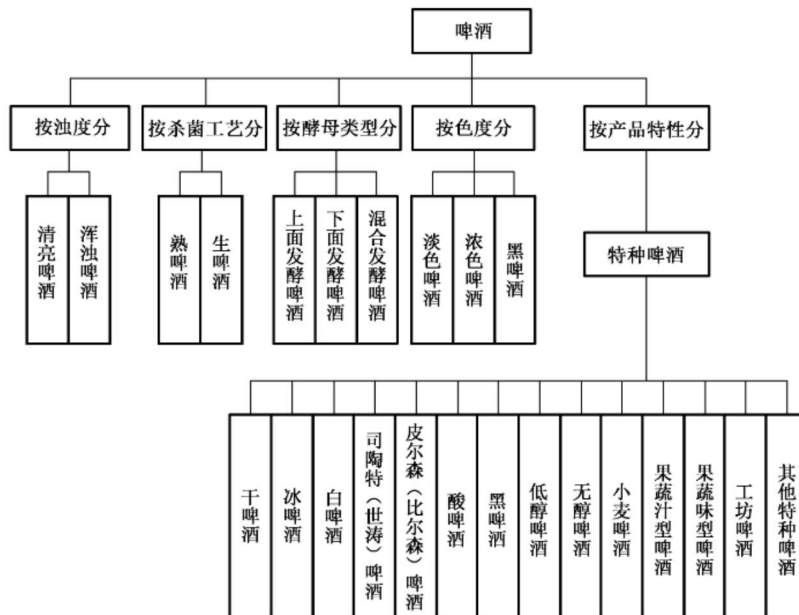 啤酒
按浊度分
按杀菌工艺分
按酵母类型分
按色度分
按产品特性分
清亮啤酒
浑浊啤酒
熟啤酒
生啤酒
上面发酵啤酒
下面发酵啤酒
混合发酵啤酒
淡色啤酒
浓色啤酒
黑啤酒
特种啤酒
干啤酒
冰啤酒
白啤酒
司陶特（世涛）啤酒
皮尔森（比尔森）啤酒
酸啤酒
黑啤酒
低醇啤酒
无醇啤酒
小麦啤酒
果蔬汁型啤酒
果蔬味型啤酒
工坊啤酒
其他特种啤酒